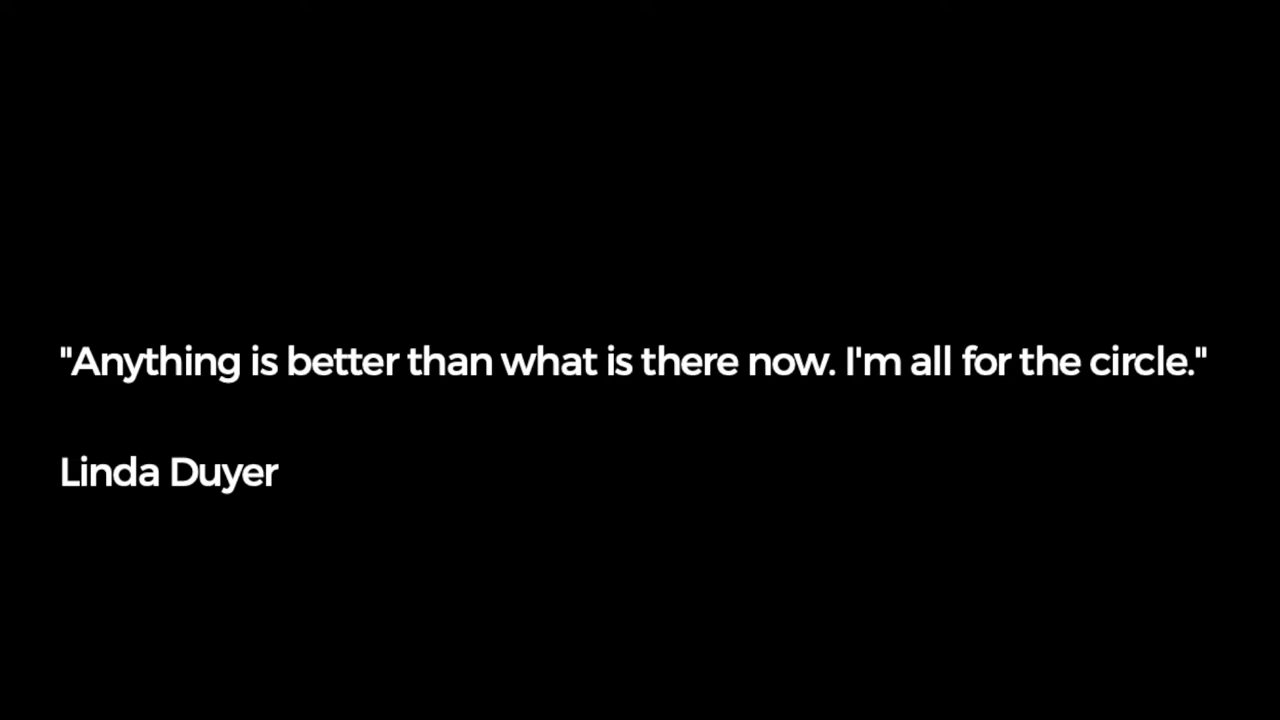 "Anything is better than what is there now. I'm all for the circle."
Linda Duyer